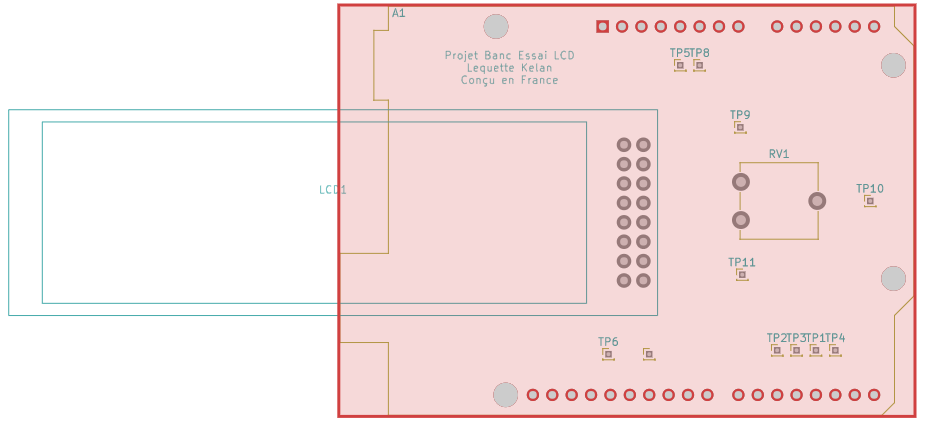 A1
Projet Banc Essai LCD
Lequette Kelan
Conçu en France
TP5TP8
TP9
RV1
LCD1
TP10
TP11
TP6
TP2TP3TP1TP4